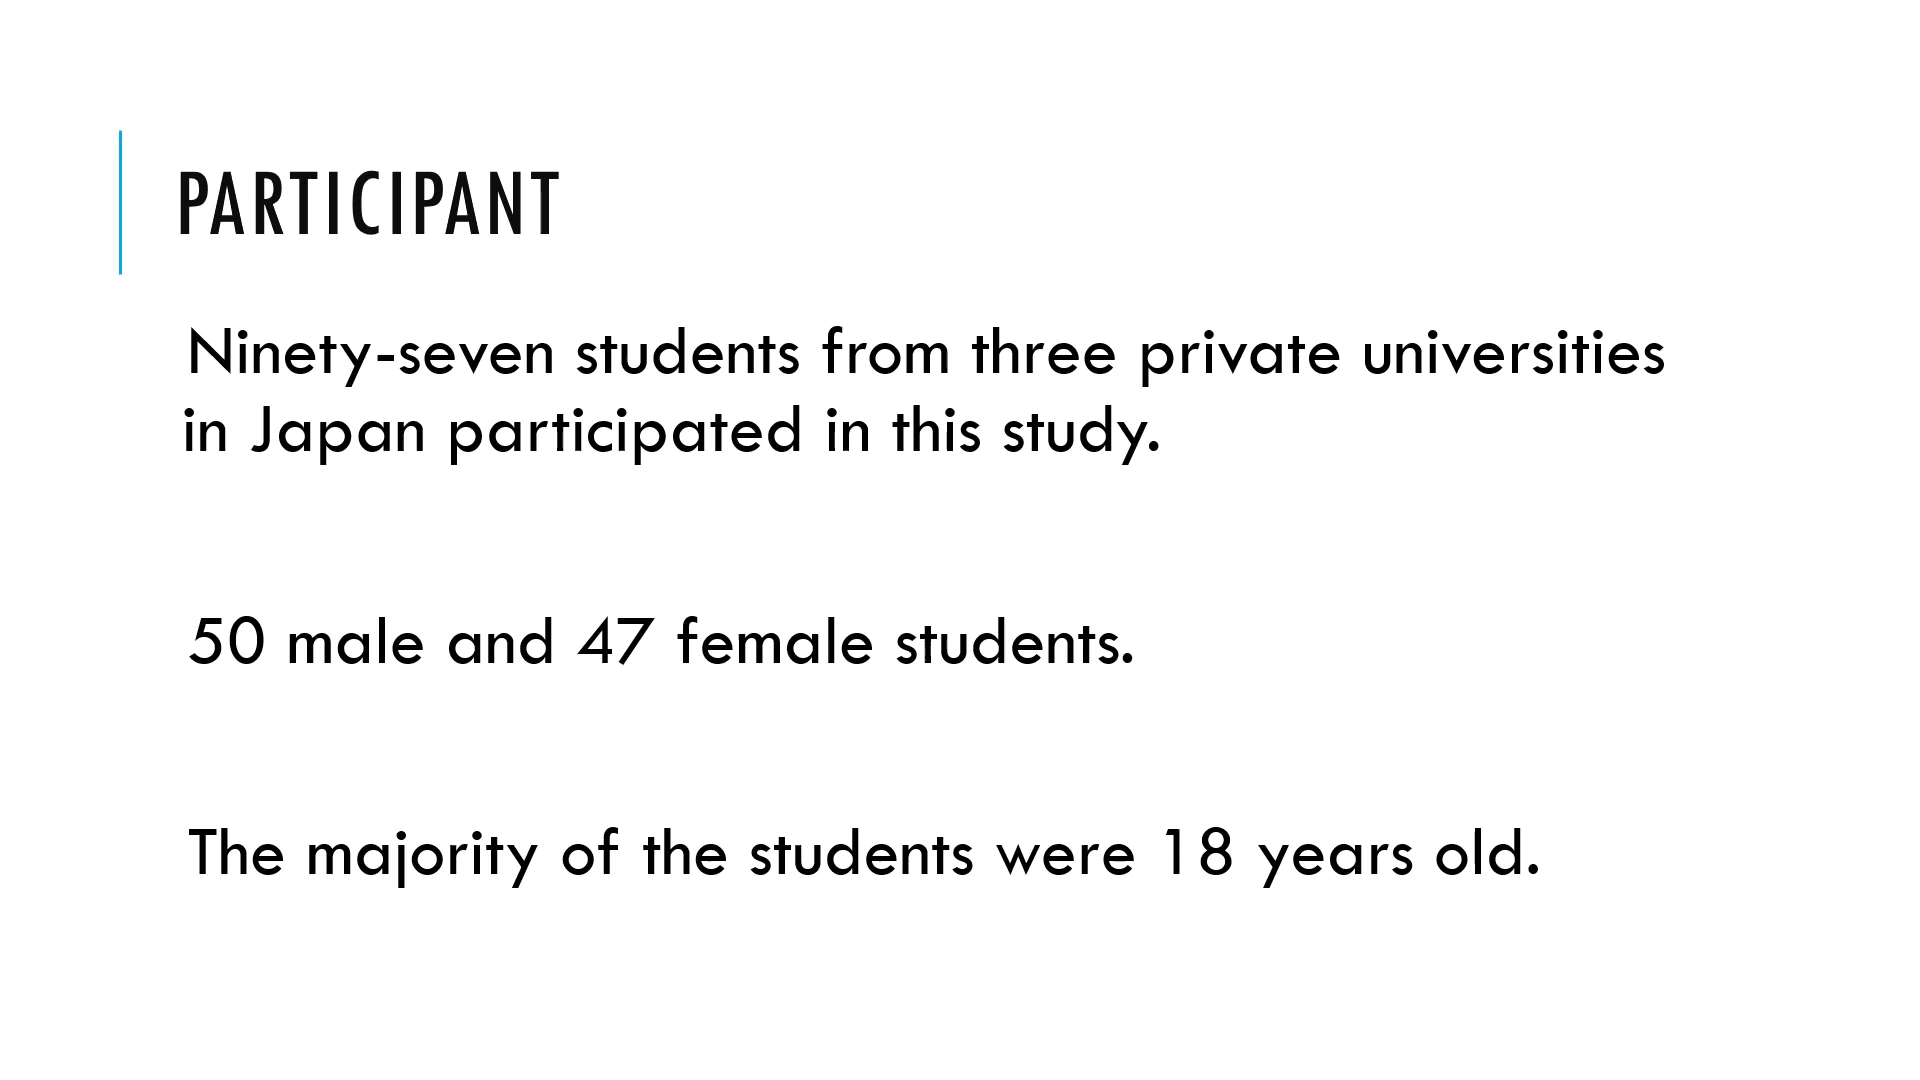 PARTICIPANT
Ninety-seven students from three private universities
in Japan participated in this study.
50 male and 47 female students.
The majority of the students were 18 years old.